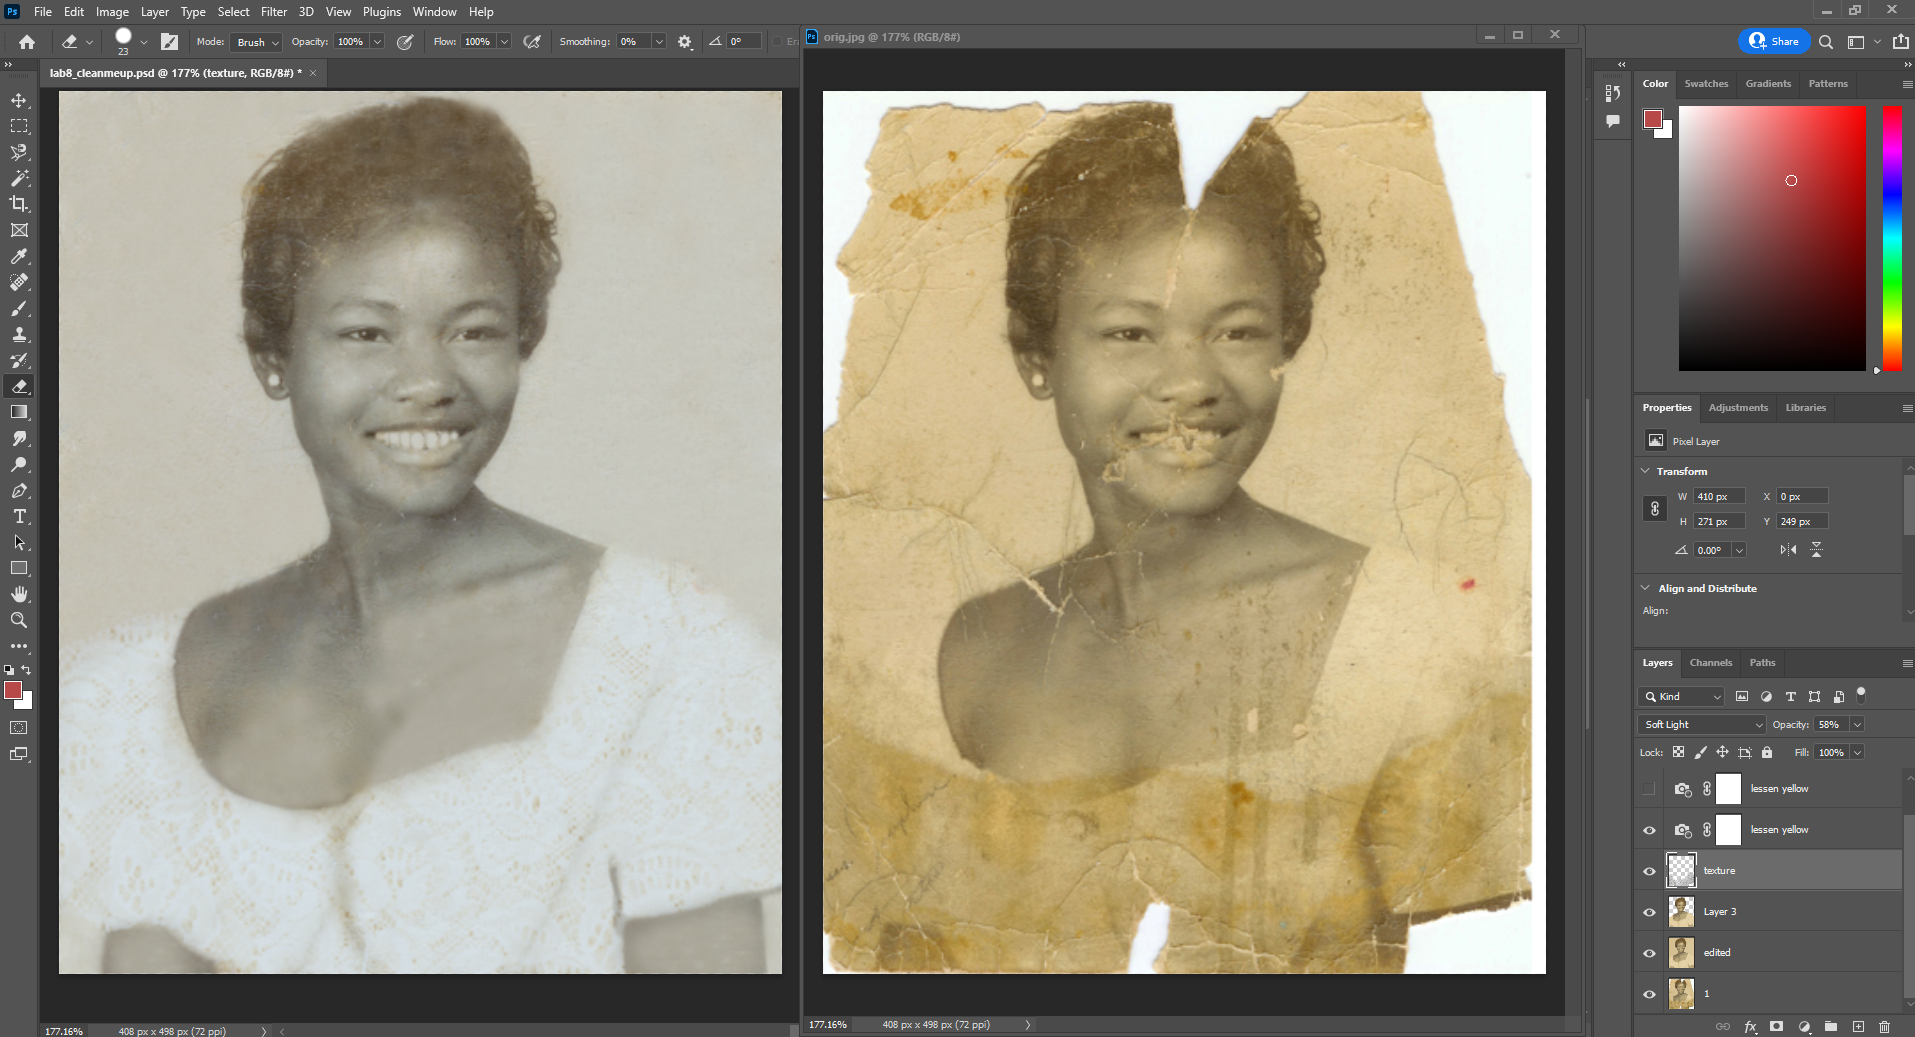 Ps File Edit Image Layer Type Select Filter 3D View Plugins Window Help
23 Mode: Brush Opacity: 100% Flow: 100% Smoothing: 0% 0° Er
Ps orig.jpg @ 177% (RGB/8#)
Share
lab8_cleanmeup.psd @ 177% (texture, RGB/8#) *
Color Swatches Gradients Patterns
Properties Adjustments Libraries
Pixel Layer
Transform
W 410 px X 0 px
H 271 px Y 249 px
0.00°
Align and Distribute
Align:
Layers Channels Paths
Kind
Soft Light Opacity: 58%
Lock: Fill: 100%
lessen yellow
lessen yellow
texture
Layer 3
edited
1
177.16% 408 px x 498 px (72 ppi)
177.16% 408 px x 498 px (72 ppi)